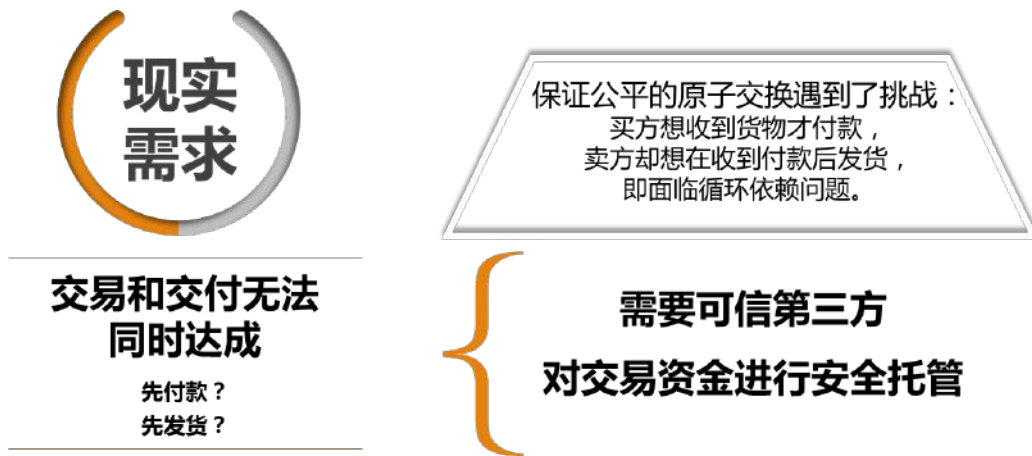 现实
需求
保证公平的原子交换遇到了挑战：
买方想收到货物才付款，
卖方却想在收到付款后发货，
即面临循环依赖问题。
交易和交付无法
同时达成
先付款？
先发货？
需要可信第三方
对交易资金进行安全托管